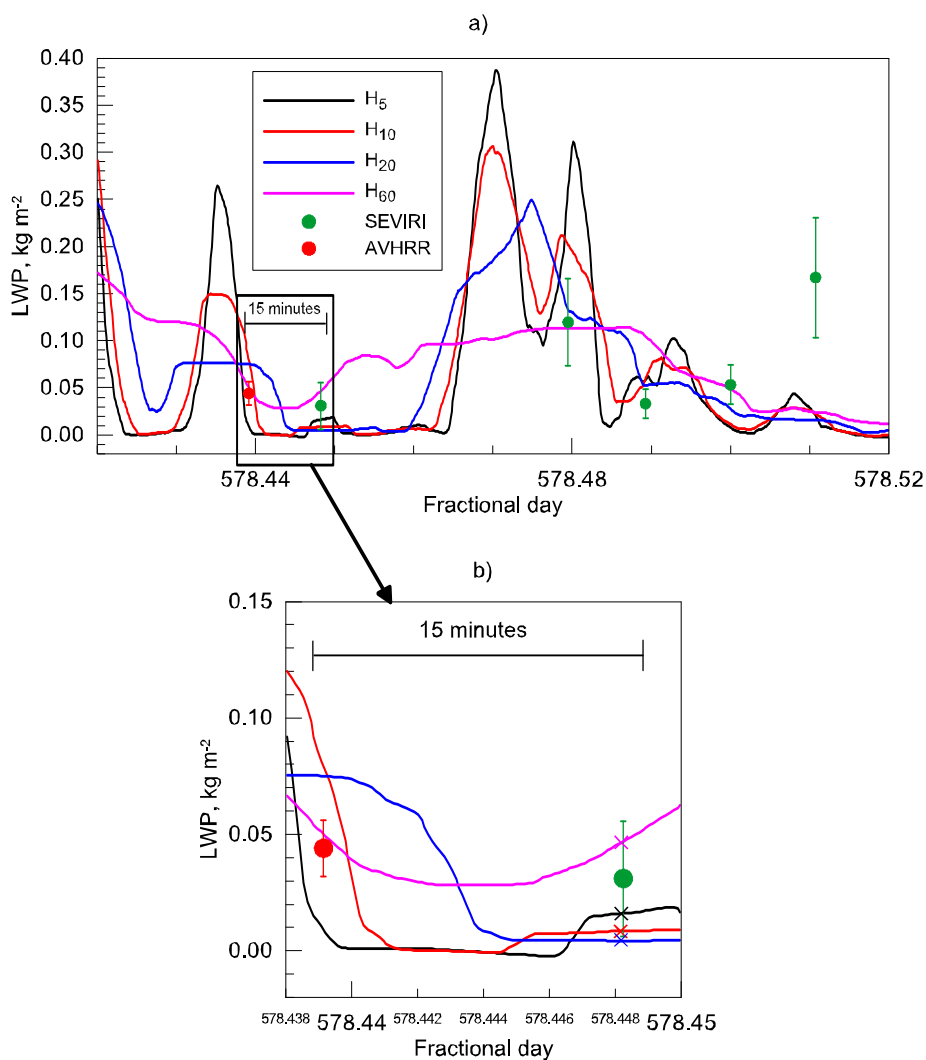 a)
0.40
0.35
0.30
0.25
0.20
0.15
0.10
0.05
0.00
LWP, kg m-2
H5
H10
H20
H60
SEVIRI
AVHRR
15 minutes
578.44
578.48
578.52
Fractional day
b)
0.15
0.10
0.05
0.00
LWP, kg m-2
15 minutes
578.438
578.44
578.442
578.444
578.446
578.448
578.45
Fractional day